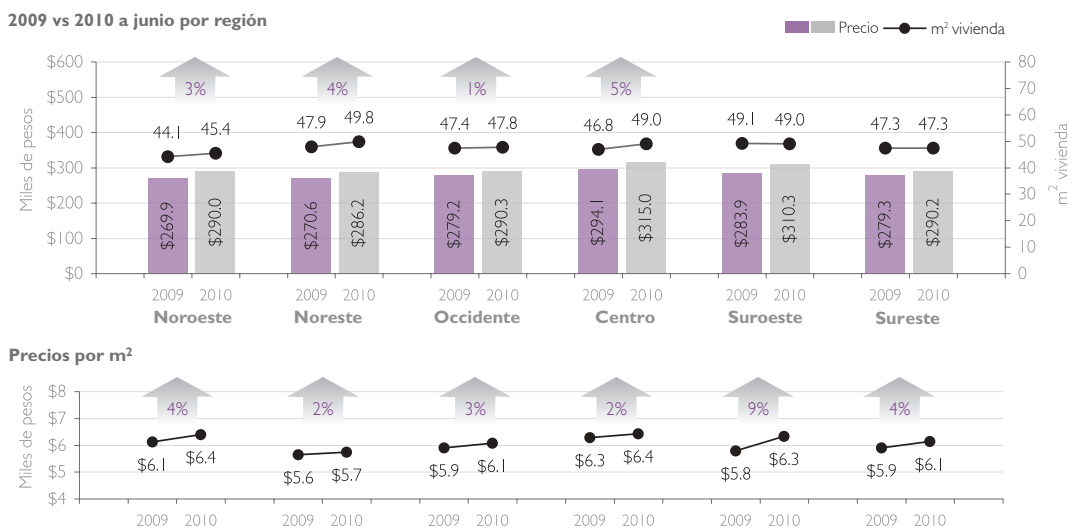 2009 vs 2010 a junio por región
Precio m² vivienda
Miles de pesos
$600
$500
$400
$300
$200
$100
$0
3% 4% 1% 5%
44.1 45.4 47.9 49.8 47.4 47.8 46.8 49.0 49.1 49.0 47.3 47.3
$269.9 $290.0 $270.6 $286.2 $279.2 $290.3 $294.1 $315.0 $283.9 $310.3 $279.3 $290.2
80
70
60
50
40
30
20
10
0
m² vivienda
2009 2010 2009 2010 2009 2010 2009 2010 2009 2010 2009 2010
Noroeste Noreste Occidente Centro Suroeste Sureste
Precios por m²
Miles de pesos
$8
$7
$6
$5
$4
4% 2% 3% 2% 9% 4%
$6.1 $6.4 $5.6 $5.7 $5.9 $6.1 $6.3 $6.4 $5.8 $6.3 $5.9 $6.1
2009 2010 2009 2010 2009 2010 2009 2010 2009 2010 2009 2010